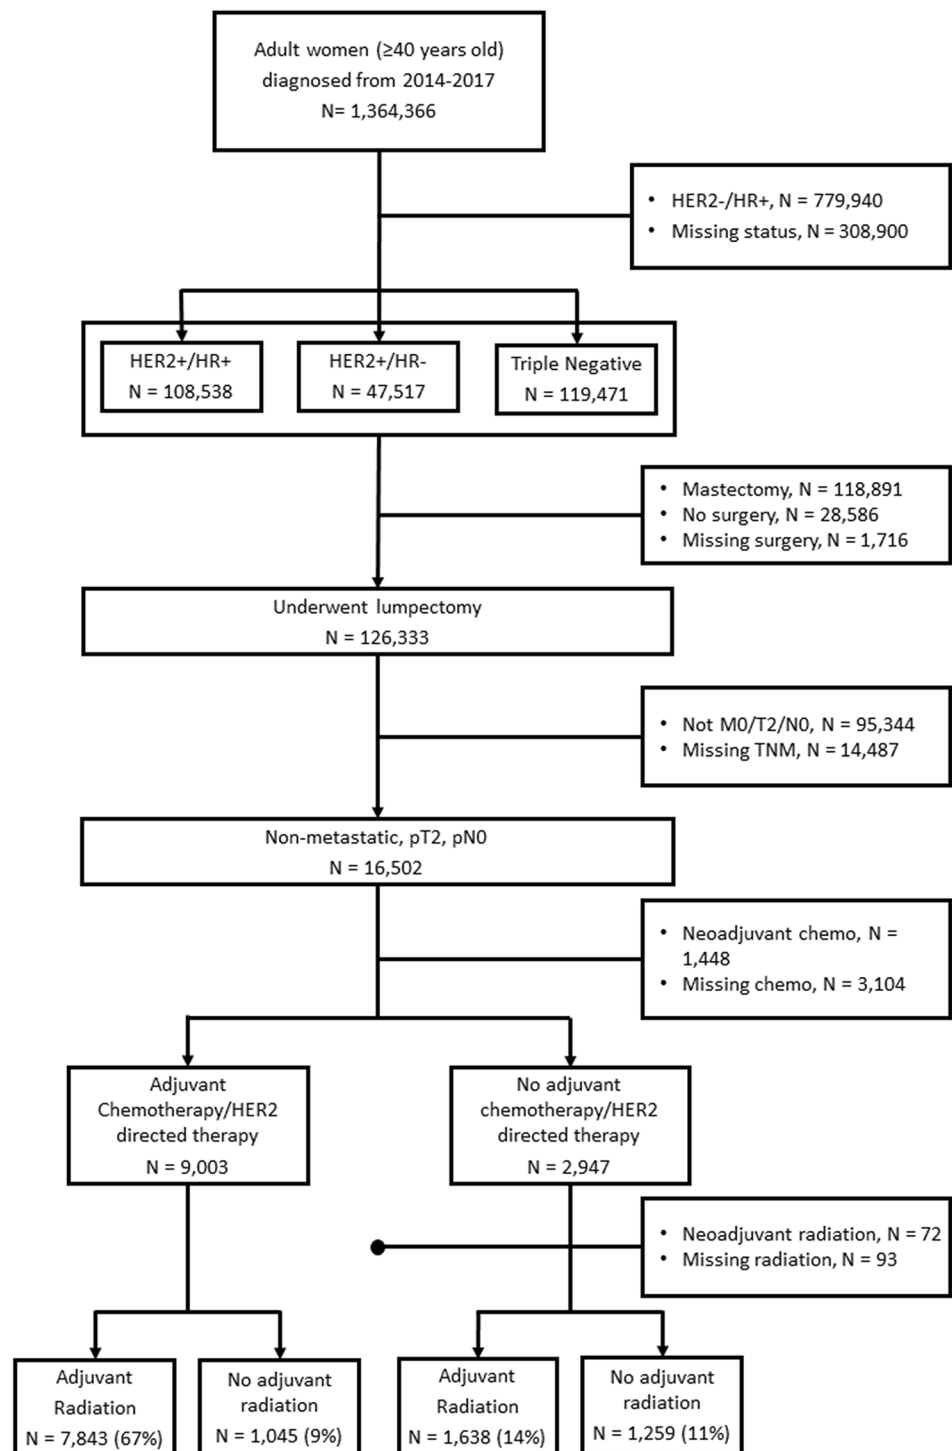 Adult women (≥40 years old)
diagnosed from 2014-2017
N= 1,364,366
• HER2-/HR+, N = 779,940
• Missing status, N = 308,900
HER2+/HR+
N = 108,538
HER2+/HR-
N = 47,517
Triple Negative
N = 119,471
• Mastectomy, N = 118,891
• No surgery, N = 28,586
• Missing surgery, N = 1,716
Underwent lumpectomy
N = 126,333
• Not M0/T2/N0, N = 95,344
• Missing TNM, N = 14,487
Non-metastatic, pT2, pN0
N = 16,502
• Neoadjuvant chemo, N =
1,448
• Missing chemo, N = 3,104
Adjuvant
Chemotherapy/HER2
directed therapy
N = 9,003
No adjuvant
chemotherapy/HER2
directed therapy
N = 2,947
• Neoadjuvant radiation, N = 72
• Missing radiation, N = 93
Adjuvant
Radiation
N = 7,843 (67%)
No adjuvant
radiation
N = 1,045 (9%)
Adjuvant
Radiation
N = 1,638 (14%)
No adjuvant
radiation
N = 1,259 (11%)